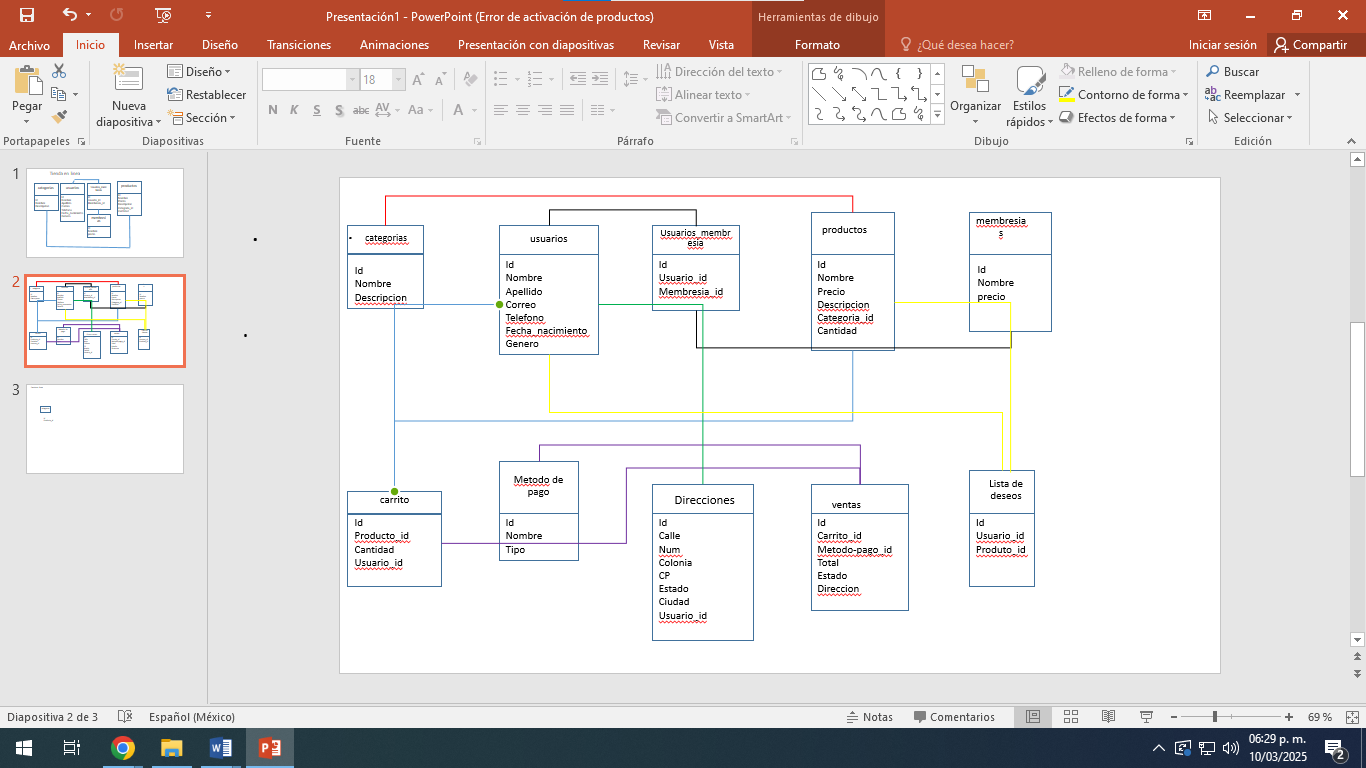 Presentación1 - PowerPoint (Error de activación de productos)
Herramientas de dibujo
Archivo Inicio Insertar Diseño Transiciones Animaciones Presentación con diapositivas Revisar Vista Formato ¿Qué desea hacer? Iniciar sesión Compartir
Pegar
Nueva
diapositiva
Diseño
Restablecer
Sección
18
N K S S abc AV Aa A
Dirección del texto
Alinear texto
Convertir a SmartArt
Organizar
Estilos
rápidos
Relleno de forma
Contorno de forma
Efectos de forma
Buscar
Reemplazar
Seleccionar
Portapapeles Diapositivas Fuente Párrafo Dibujo Edición
1
2
3
categorias
Id
Nombre
Descripcion
usuarios
Id
Nombre
Apellido
Correo
Telefono
Fecha_nacimiento
Genero
Usuarios_membr
esia
Id
Usuario_id
Membresia_id
productos
Id
Nombre
Precio
Descripcion
Categoria_id
Cantidad
membresia
s
Id
Nombre
precio
carrito
Id
Producto_id
Cantidad
Usuario_id
Metodo de
pago
Id
Nombre
Tipo
Direcciones
Id
Calle
Num
Colonia
CP
Estado
Ciudad
Usuario_id
ventas
Id
Carrito_id
Metodo-pago_id
Total
Estado
Direccion
Lista de
deseos
Id
Usuario_id
Produto_id
Diapositiva 2 de 3 Español (México) Notas Comentarios 69 %
06:29 p. m.
10/03/2025
2